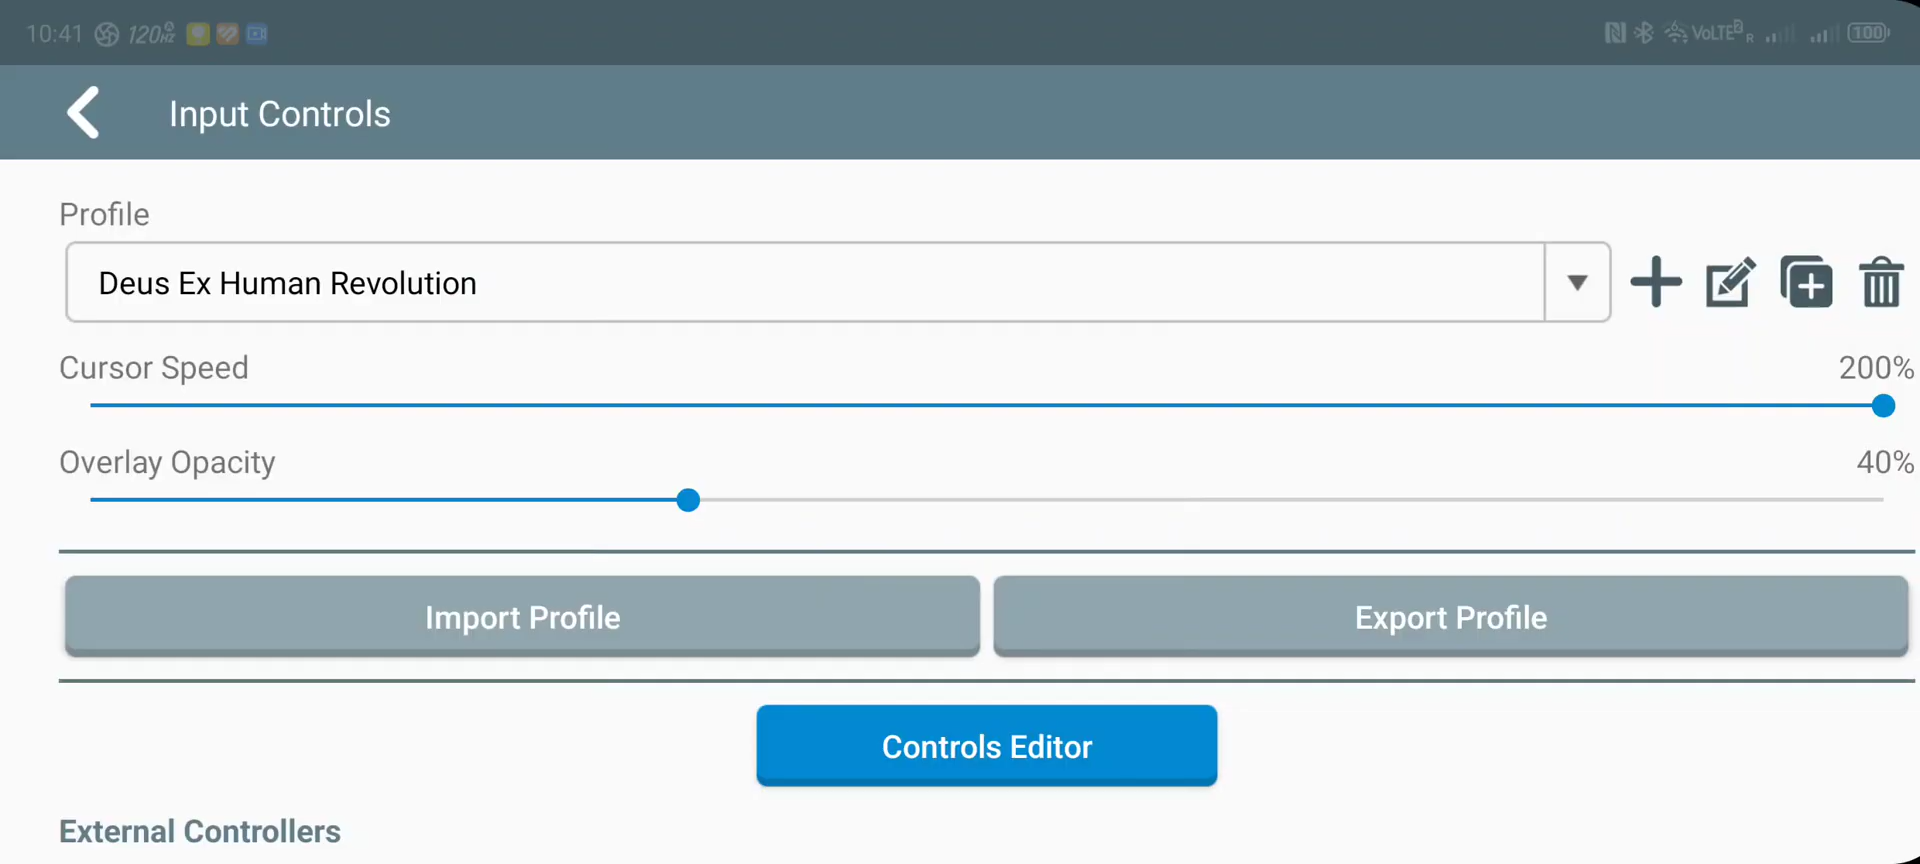 10:41 120HZ VoLTE2 R 100
Input Controls
Profile
Deus Ex Human Revolution
Cursor Speed 200%
Overlay Opacity 40%
Import Profile Export Profile
Controls Editor
External Controllers